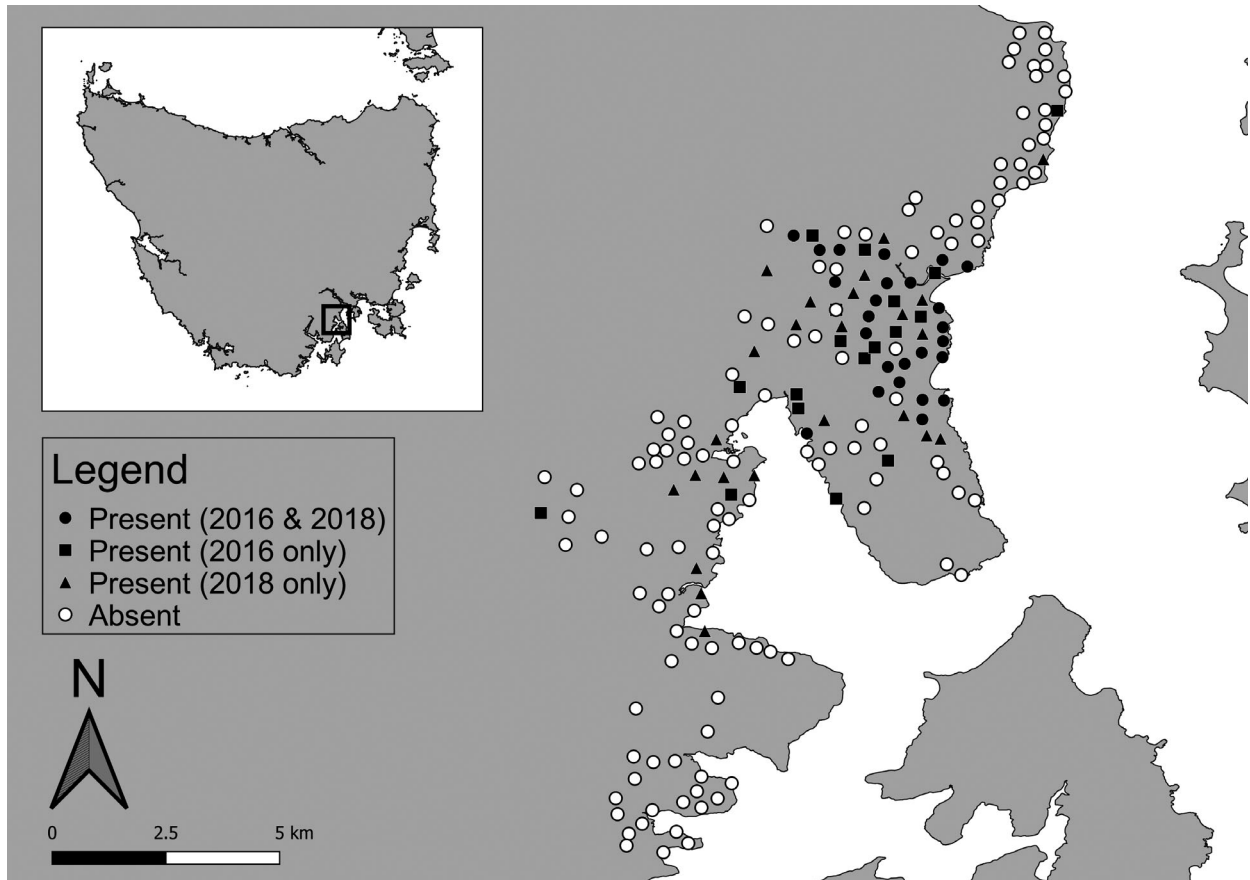 Legend
Present (2016 & 2018)
Present (2016 only)
Present (2018 only)
Absent
N
0 2.5 5 km